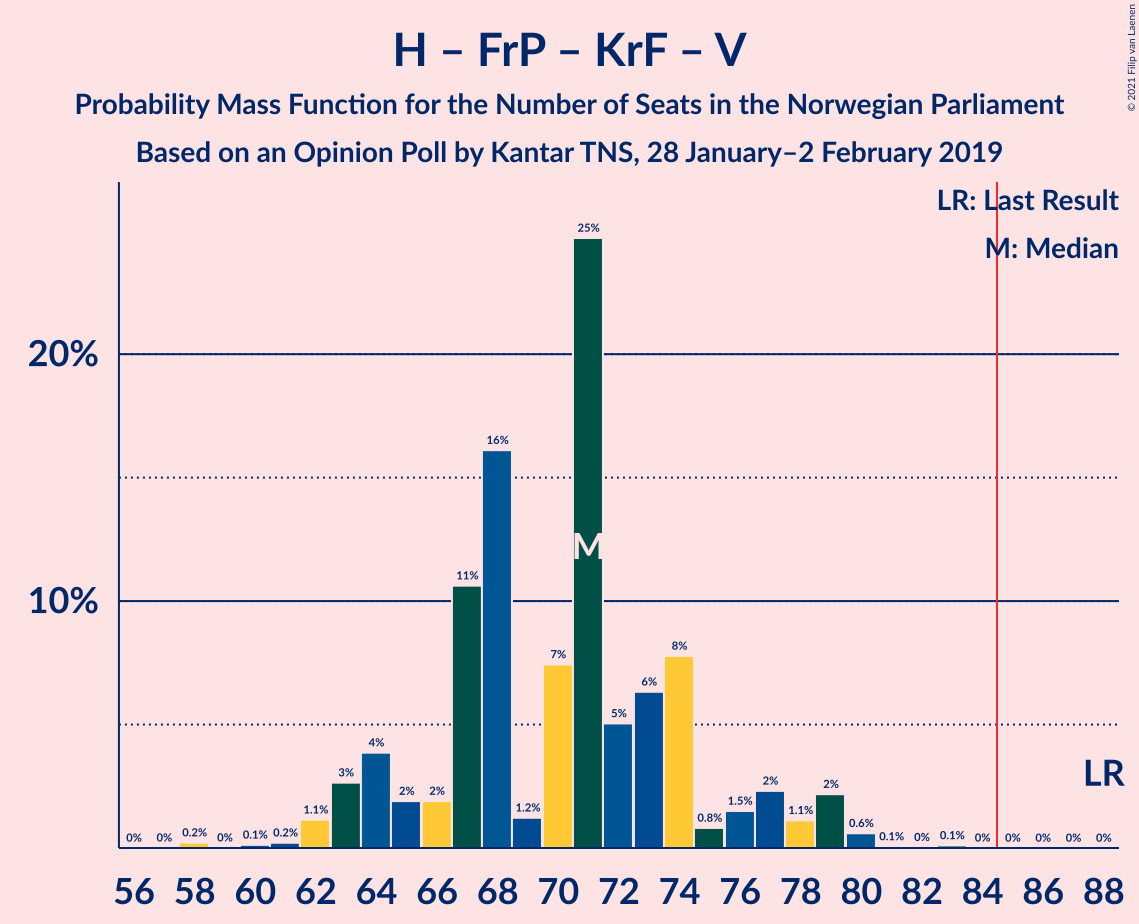 H – FrP – KrF – V
Probability Mass Function for the Number of Seats in the Norwegian Parliament
Based on an Opinion Poll by Kantar TNS, 28 January–2 February 2019
© 2021 Filip van Laenen
LR: Last Result
M: Median
25%
20%
16%
M
11%
10%
8%
7%
6%
5%
4%
3%
2% 2% 2% 2%
LR
0% 0% 0.2% 0% 0.1% 0.2% 1.1% 1.2% 0.8% 1.5% 1.1% 0.6% 0.1% 0% 0.1% 0% 0% 0% 0% 0%
56 58 60 62 64 66 68 70 72 74 76 78 80 82 84 86 88